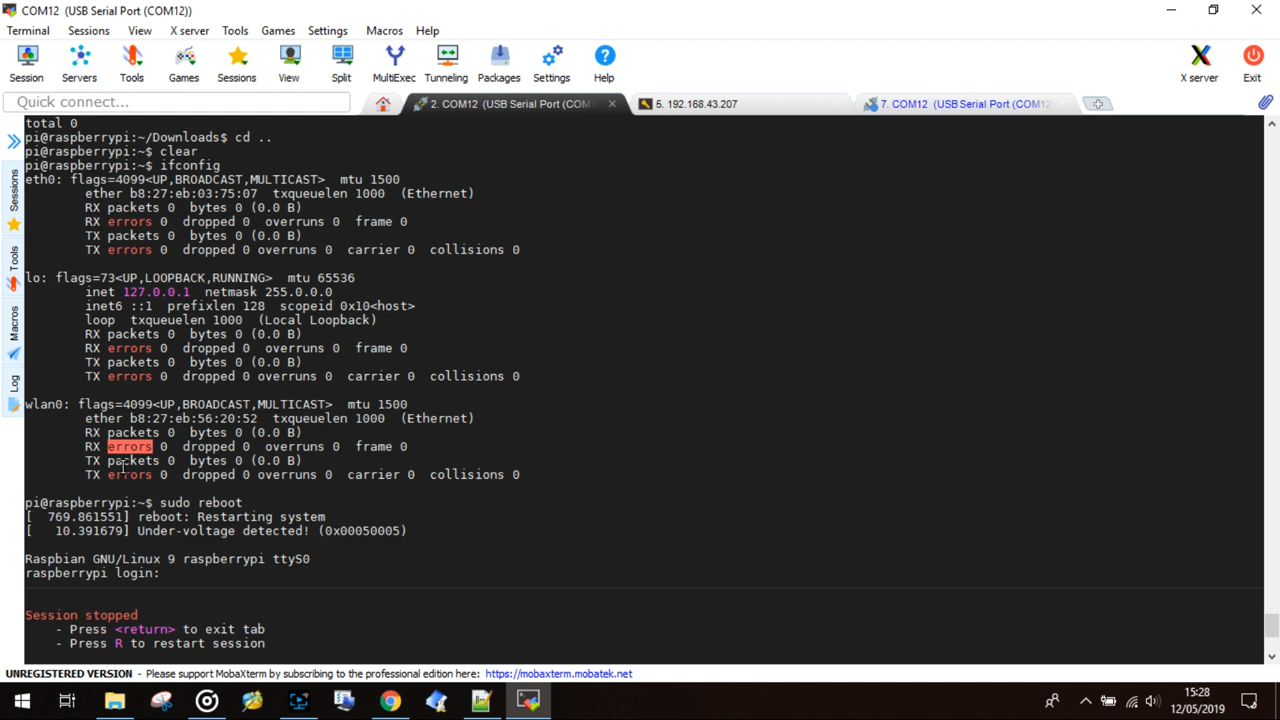 COM12 (USB Serial Port (COM12))
Terminal Sessions View X server Tools Games Settings Macros Help
Session Servers Tools Games Sessions View Split MultiExec Tunneling Packages Settings Help X server Exit
Quick connect...
2. COM12 (USB Serial Port (COM
5. 192.168.43.207
7. COM12 (USB Serial Port (COM12
Sessions
Tools
Macros
Log
total 0
pi@raspberrypi:~/Downloads$ cd ..
pi@raspberrypi:~$ clear
pi@raspberrypi:~$ ifconfig
eth0: flags=4099<UP,BROADCAST,MULTICAST> mtu 1500
ether b8:27:eb:03:75:07 txqueuelen 1000 (Ethernet)
RX packets 0 bytes 0 (0.0 B)
RX errors 0 dropped 0 overruns 0 frame 0
TX packets 0 bytes 0 (0.0 B)
TX errors 0 dropped 0 overruns 0 carrier 0 collisions 0
lo: flags=73<UP,LOOPBACK,RUNNING> mtu 65536
inet 127.0.0.1 netmask 255.0.0.0
inet6 ::1 prefixlen 128 scopeid 0x10<host>
loop txqueuelen 1000 (Local Loopback)
RX packets 0 bytes 0 (0.0 B)
RX errors 0 dropped 0 overruns 0 frame 0
TX packets 0 bytes 0 (0.0 B)
TX errors 0 dropped 0 overruns 0 carrier 0 collisions 0
wlan0: flags=4099<UP,BROADCAST,MULTICAST> mtu 1500
ether b8:27:eb:56:20:52 txqueuelen 1000 (Ethernet)
RX packets 0 bytes 0 (0.0 B)
RX errors 0 dropped 0 overruns 0 frame 0
TX packets 0 bytes 0 (0.0 B)
TX errors 0 dropped 0 overruns 0 carrier 0 collisions 0
pi@raspberrypi:~$ sudo reboot
[ 769.861551] reboot: Restarting system
[ 10.391679] Under-voltage detected! (0x00050005)
Raspbian GNU/Linux 9 raspberrypi ttyS0
raspberrypi login:
Session stopped
- Press <return> to exit tab
- Press R to restart session
UNREGISTERED VERSION - Please support MobaXterm by subscribing to the professional edition here: https://mobaxterm.mobatek.net
15:28
12/05/2019